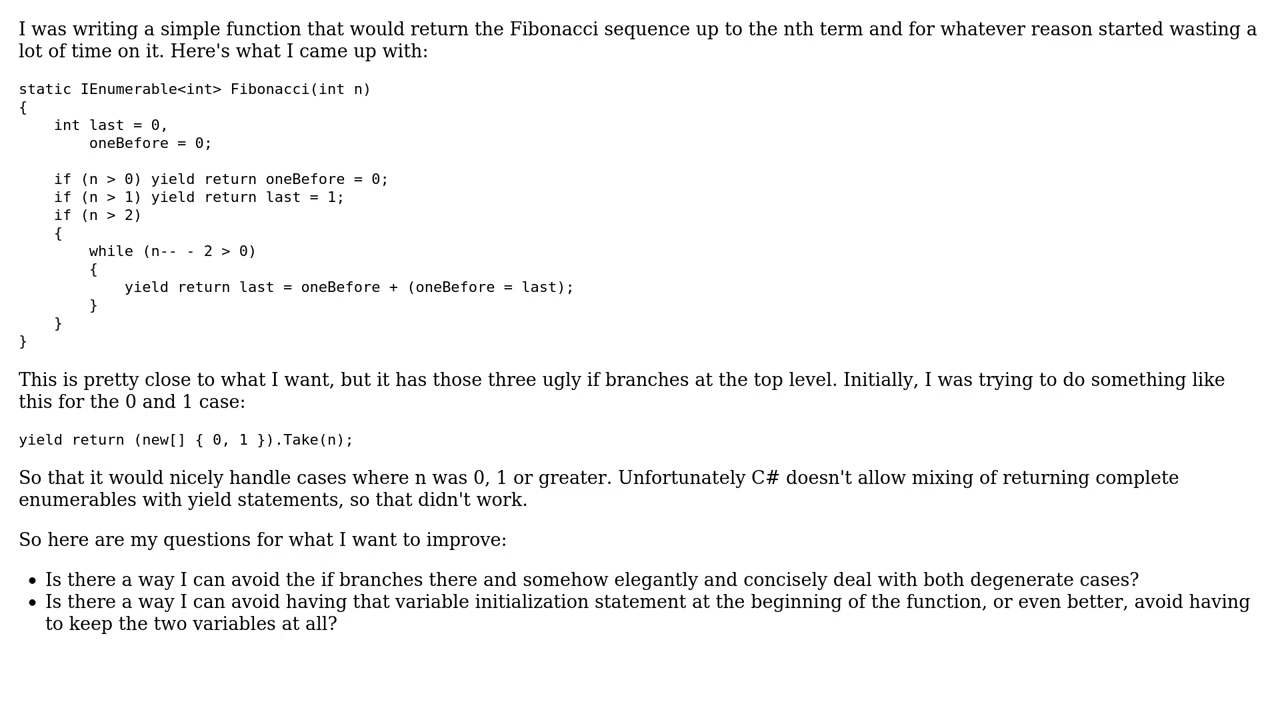 I was writing a simple function that would return the Fibonacci sequence up to the nth term and for whatever reason started wasting a
lot of time on it. Here's what I came up with:
static IEnumerable<int> Fibonacci(int n)
{
    int last = 0,
        oneBefore = 0;

    if (n > 0) yield return oneBefore = 0;
    if (n > 1) yield return last = 1;
    if (n > 2)
    {
        while (n-- - 2 > 0)
        {
            yield return last = oneBefore + (oneBefore = last);
        }
    }
}
This is pretty close to what I want, but it has those three ugly if branches at the top level. Initially, I was trying to do something like
this for the 0 and 1 case:
yield return (new[] { 0, 1 }).Take(n);
So that it would nicely handle cases where n was 0, 1 or greater. Unfortunately C# doesn't allow mixing of returning complete
enumerables with yield statements, so that didn't work.
So here are my questions for what I want to improve:
• Is there a way I can avoid the if branches there and somehow elegantly and concisely deal with both degenerate cases?
• Is there a way I can avoid having that variable initialization statement at the beginning of the function, or even better, avoid having
to keep the two variables at all?